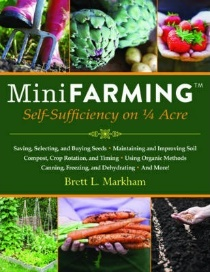 MiniFARMING™
Self-Sufficiency on ¼ Acre
Saving, Selecting, and Buying Seeds • Maintaining and Improving Soil
Compost, Crop Rotation, and Timing • Using Organic Methods
Canning, Freezing, and Dehydrating • And More!
Brett L. Markham